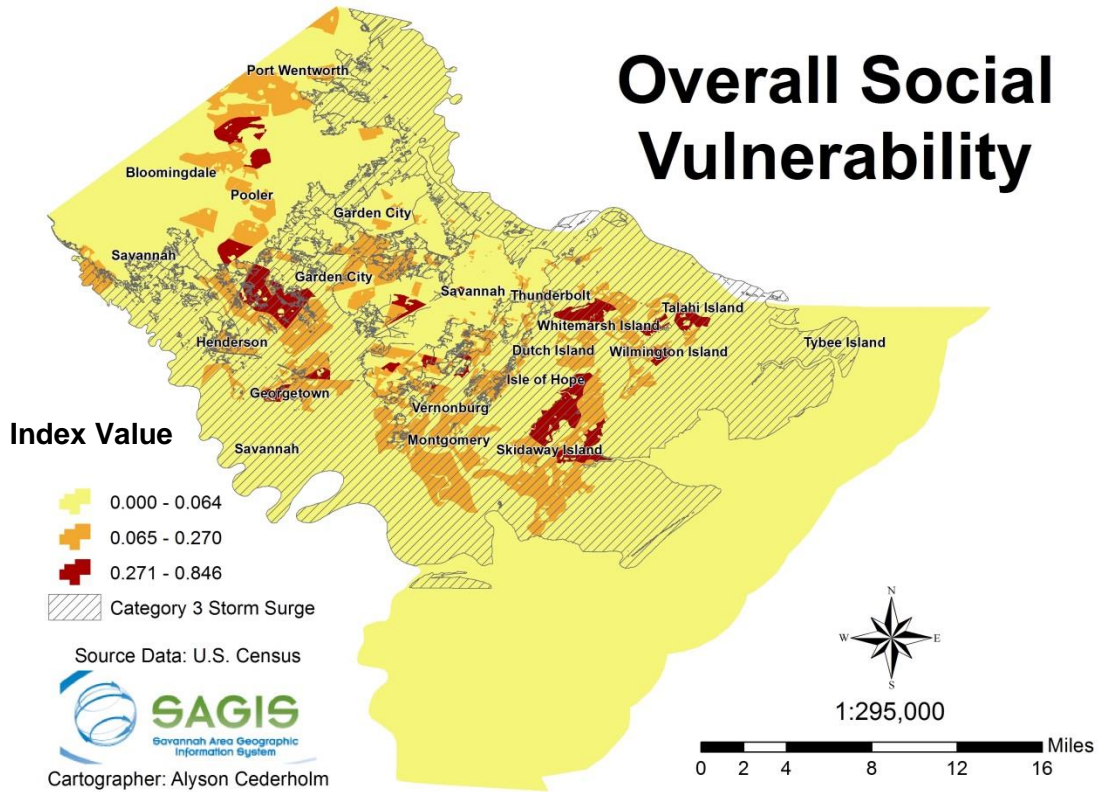 Overall Social
Vulnerability
Port Wentworth
Bloomingdale
Pooler
Garden City
Savannah
Garden City
Savannah
Thunderbolt
Talahi Island
Whitemarsh Island
Henderson
Dutch Island
Wilmington Island
Tybee Island
Isle of Hope
Georgetown
Vernonburg
Montgomery
Savannah
Skidaway Island
Index Value
0.000 - 0.064
0.065 - 0.270
0.271 - 0.846
Category 3 Storm Surge
Source Data: U.S. Census
SAGIS
Savannah Area Geographic
Information System
Cartographer: Alyson Cederholm
N
W E
S
1:295,000
Miles
0 2 4 8 12 16